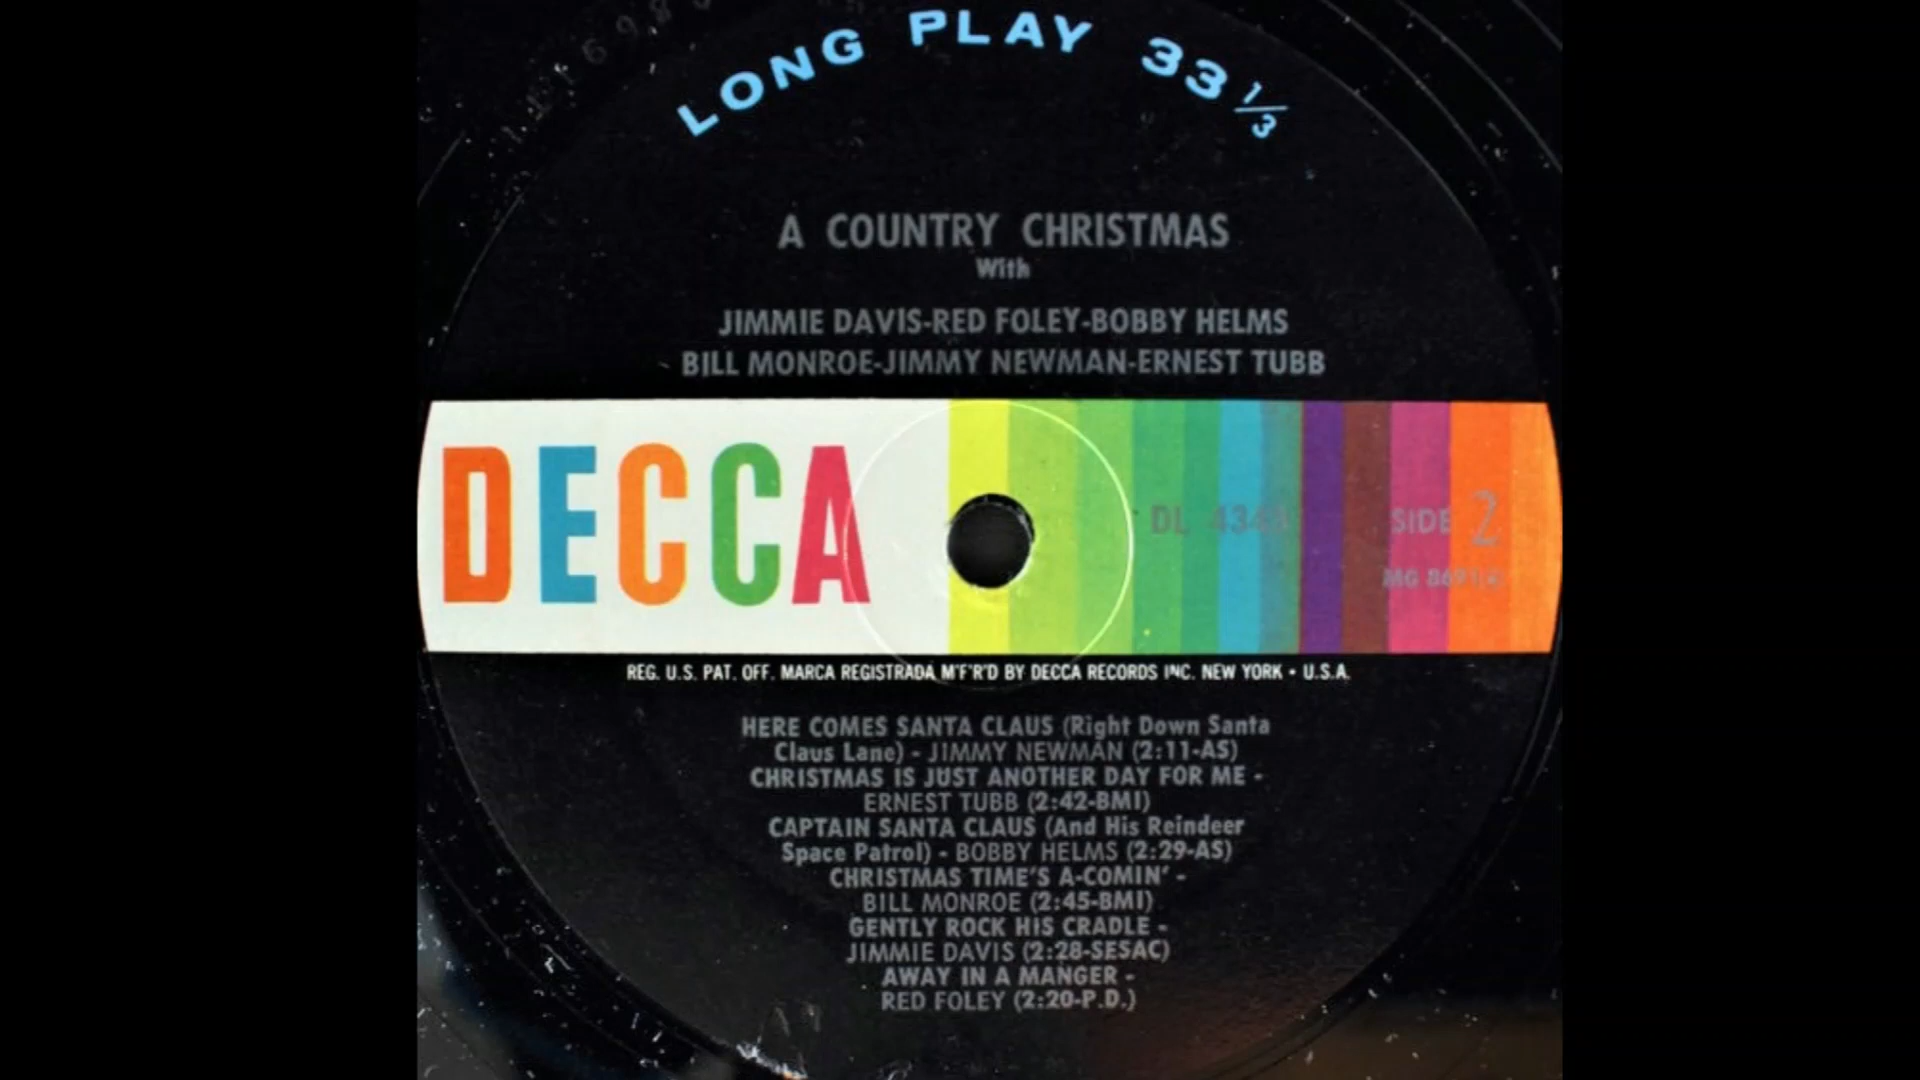 LONG PLAY 33 1/3
A COUNTRY CHRISTMAS
With
JIMMIE DAVIS-RED FOLEY-BOBBY HELMS
BILL MONROE-JIMMY NEWMAN-ERNEST TUBB
DECCA
DL
SIDE 2
MG
REG. U.S. PAT. OFF. MARCA REGISTRADA M'F'R'D BY DECCA RECORDS INC. NEW YORK • U.S.A.
HERE COMES SANTA CLAUS (Right Down Santa
Claus Lane) - JIMMY NEWMAN (2:11-AS)
CHRISTMAS IS JUST ANOTHER DAY FOR ME -
ERNEST TUBB (2:42-BMI)
CAPTAIN SANTA CLAUS (And His Reindeer
Space Patrol) - BOBBY HELMS (2:29-AS)
CHRISTMAS TIME'S A-COMIN' -
BILL MONROE (2:45-BMI)
GENTLY ROCK HIS CRADLE -
JIMMIE DAVIS (2:28-SESAC)
AWAY IN A MANGER -
RED FOLEY (2:20-P.D.)